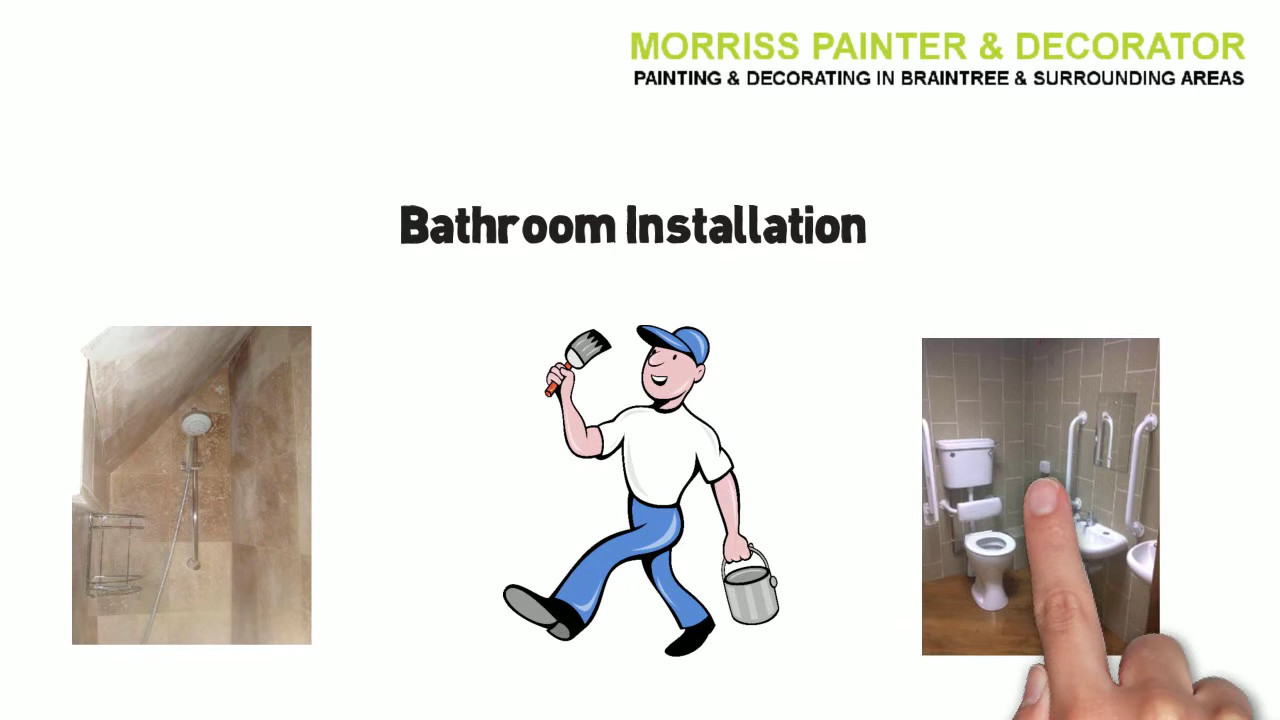 MORRISS PAINTER & DECORATOR
PAINTING & DECORATING IN BRAINTREE & SURROUNDING AREAS
Bathroom Installation